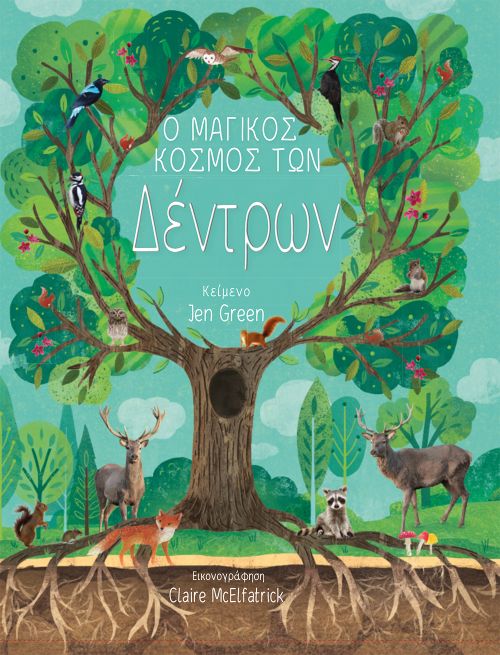 Ο ΜΑΓΙΚΟΣ
ΚΟΣΜΟΣ ΤΩΝ
Δέντρων
Κείμενο
Jen Green
Εικονογράφηση
Claire McElfatrick